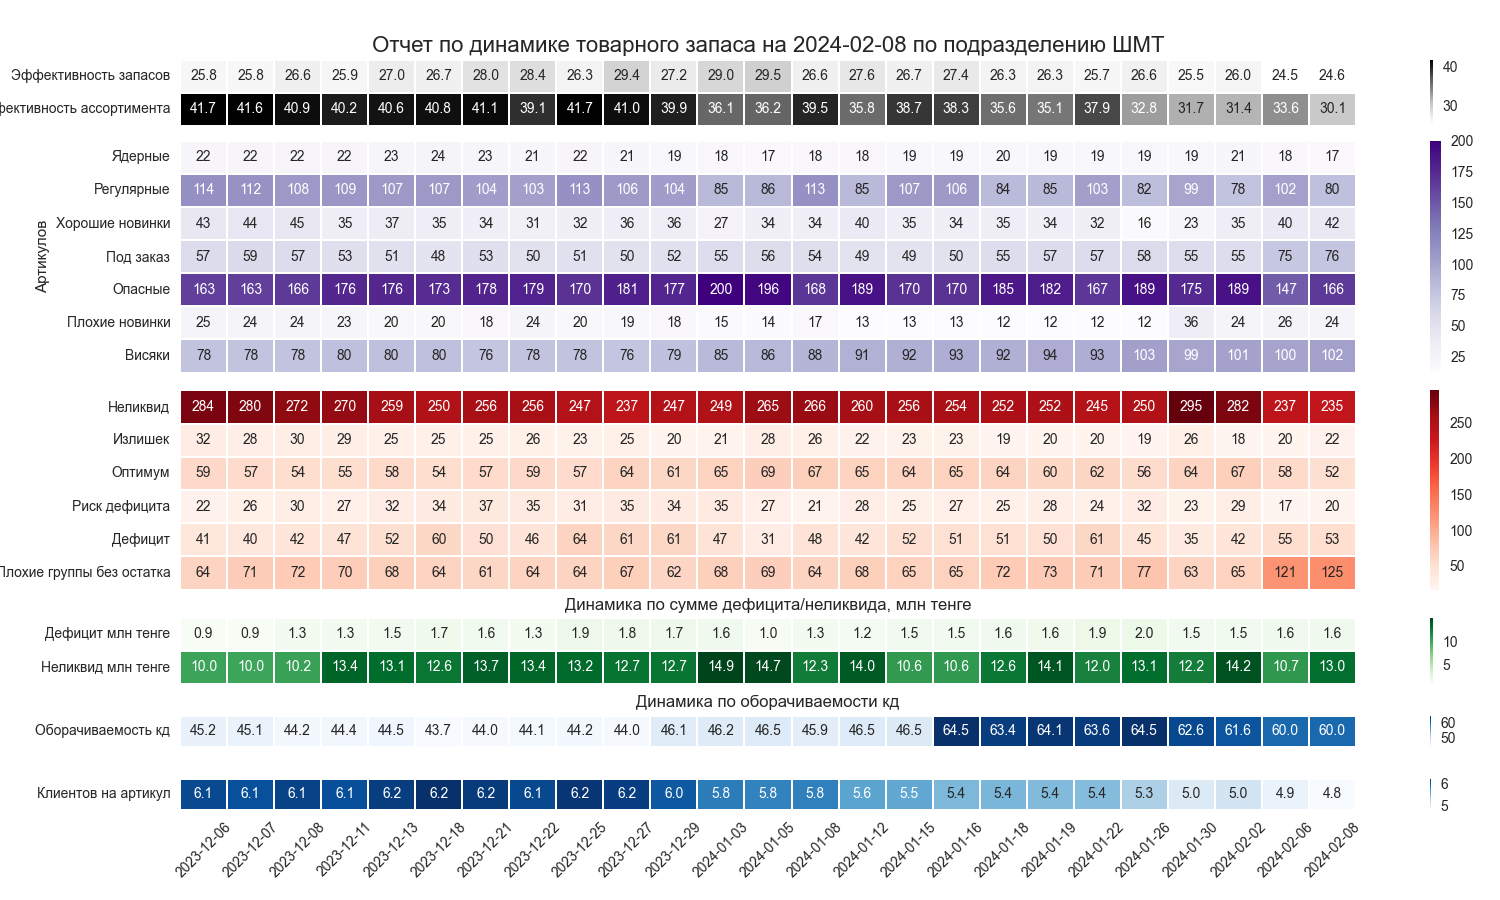 Отчет по динамике товарного запаса на 2024-02-08 по подразделению ШМТ
Эффективность запасов 25.8 25.8 26.6 25.9 27.0 26.7 28.0 28.4 26.3 29.4 27.2 29.0 29.5 26.6 27.6 26.7 27.4 26.3 26.3 25.7 26.6 25.5 26.0 24.5 24.6
фективность ассортимента 41.7 41.6 40.9 40.2 40.6 40.8 41.1 39.1 41.7 41.0 39.9 36.1 36.2 39.5 35.8 38.7 38.3 35.6 35.1 37.9 32.8 31.7 31.4 33.6 30.1
40
30
Артикулов
Ядерные 22 22 22 22 23 24 23 21 22 21 19 18 17 18 18 19 19 20 19 19 19 19 21 18 17
Регулярные 114 112 108 109 107 107 104 103 113 106 104 85 86 113 85 107 106 84 85 103 82 99 78 102 80
Хорошие новинки 43 44 45 35 37 35 34 31 32 36 36 27 34 34 40 35 34 35 34 32 16 23 35 40 42
Под заказ 57 59 57 53 51 48 53 50 51 50 52 55 56 54 49 49 50 55 57 57 58 55 55 75 76
Опасные 163 163 166 176 176 173 178 179 170 181 177 200 196 168 189 170 170 185 182 167 189 175 189 147 166
Плохие новинки 25 24 24 23 20 20 18 24 20 19 18 15 14 17 13 13 13 12 12 12 12 36 24 26 24
Висяки 78 78 78 80 80 80 76 78 78 76 79 85 86 88 91 92 93 92 94 93 103 99 101 100 102
200
175
150
125
100
75
50
25
Неликвид 284 280 272 270 259 250 256 256 247 237 247 249 265 266 260 256 254 252 252 245 250 295 282 237 235
Излишек 32 28 30 29 25 25 25 26 23 25 20 21 28 26 22 23 23 19 20 20 19 26 18 20 22
Оптимум 59 57 54 55 58 54 57 59 57 64 61 65 69 67 65 64 65 64 60 62 56 64 67 58 52
Риск дефицита 22 26 30 27 32 34 37 35 31 35 34 35 27 21 28 25 27 25 28 24 32 23 29 17 20
Дефицит 41 40 42 47 52 60 50 46 64 61 61 47 31 48 42 52 51 51 50 61 45 35 42 55 53
Плохие группы без остатка 64 71 72 70 68 64 61 64 64 67 62 68 69 64 68 65 65 72 73 71 77 63 65 121 125
250
200
150
100
50
Динамика по сумме дефицита/неликвида, млн тенге
Дефицит млн тенге 0.9 0.9 1.3 1.3 1.5 1.7 1.6 1.3 1.9 1.8 1.7 1.6 1.0 1.3 1.2 1.5 1.5 1.6 1.6 1.9 2.0 1.5 1.5 1.6 1.6
Неликвид млн тенге 10.0 10.0 10.2 13.4 13.1 12.6 13.7 13.4 13.2 12.7 12.7 14.9 14.7 12.3 14.0 10.6 10.6 12.6 14.1 12.0 13.1 12.2 14.2 10.7 13.0
10
5
Динамика по оборачиваемости кд
Оборачиваемость кд 45.2 45.1 44.2 44.4 44.5 43.7 44.0 44.1 44.2 44.0 46.1 46.2 46.5 45.9 46.5 46.5 64.5 63.4 64.1 63.6 64.5 62.6 61.6 60.0 60.0
60
50
Клиентов на артикул 6.1 6.1 6.1 6.1 6.2 6.2 6.2 6.1 6.2 6.2 6.0 5.8 5.8 5.8 5.6 5.5 5.4 5.4 5.4 5.4 5.3 5.0 5.0 4.9 4.8
6
5
2023-12-06 2023-12-07 2023-12-08 2023-12-11 2023-12-13 2023-12-18 2023-12-21 2023-12-22 2023-12-25 2023-12-27 2023-12-29 2024-01-03 2024-01-05 2024-01-08 2024-01-12 2024-01-15 2024-01-16 2024-01-18 2024-01-19 2024-01-22 2024-01-26 2024-01-30 2024-02-02 2024-02-06 2024-02-08